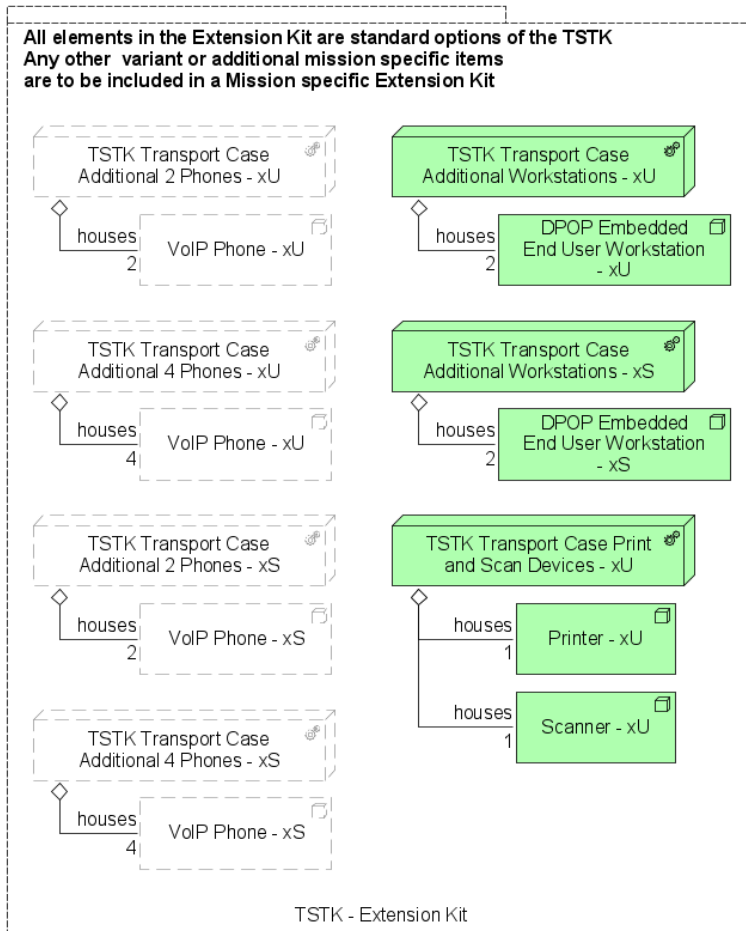 All elements in the Extension Kit are standard options of the TSTK
Any other variant or additional mission specific items
are to be included in a Mission specific Extension Kit
TSTK Transport Case
Additional 2 Phones - xU
houses
2
VoIP Phone - xU
TSTK Transport Case
Additional 4 Phones - xU
houses
4
VoIP Phone - xU
TSTK Transport Case
Additional 2 Phones - xS
houses
2
VoIP Phone - xS
TSTK Transport Case
Additional 4 Phones - xS
houses
4
VoIP Phone - xS
TSTK Transport Case
Additional Workstations - xU
houses
2
DPOP Embedded
End User Workstation
- xU
TSTK Transport Case
Additional Workstations - xS
houses
2
DPOP Embedded
End User Workstation
- xS
TSTK Transport Case Print
and Scan Devices - xU
houses
1
Printer - xU
houses
1
Scanner - xU
TSTK - Extension Kit